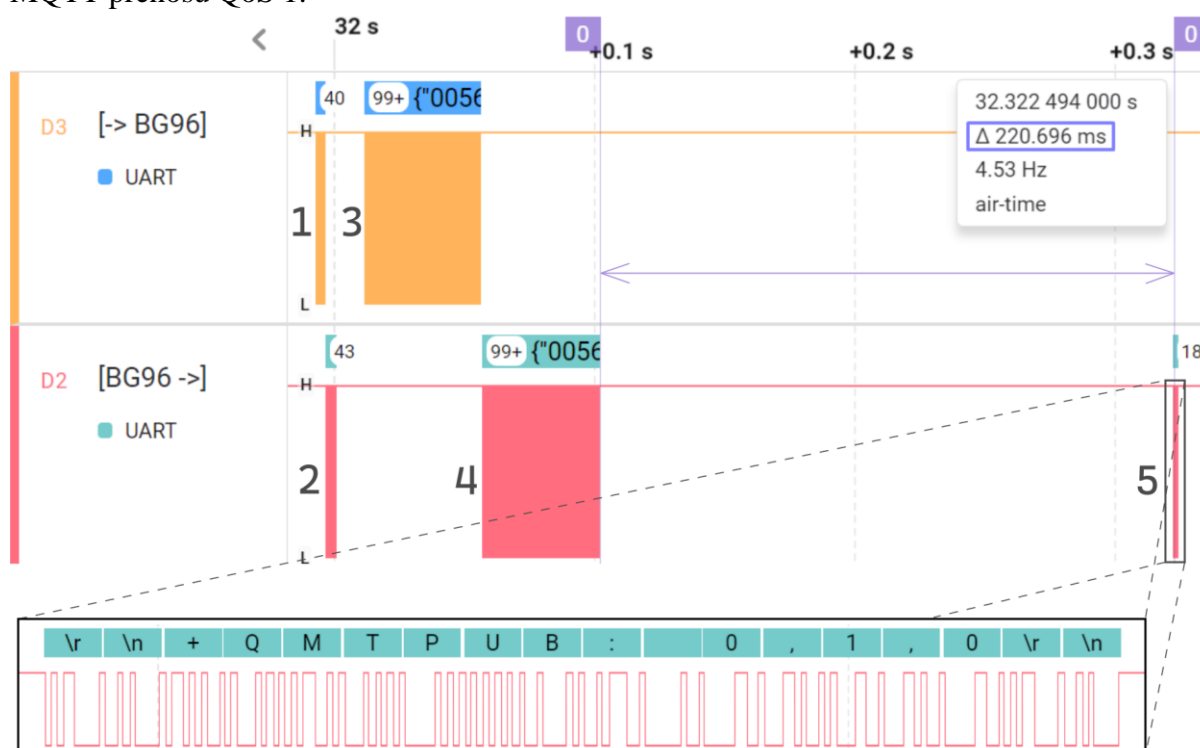 MQTT přenosu QoS 1.
32 s
0
+0.1 s
+0.2 s
+0.3 s
0
D3
[-> BG96]
UART
H
L
40
99+ {"0056
1
3
32.322 494 000 s
Δ 220.696 ms
4.53 Hz
air-time
D2
[BG96 ->]
UART
H
L
43
99+ {"0056
18
2
4
5
\r \n + Q M T P U B : 0 , 1 , 0 \r \n